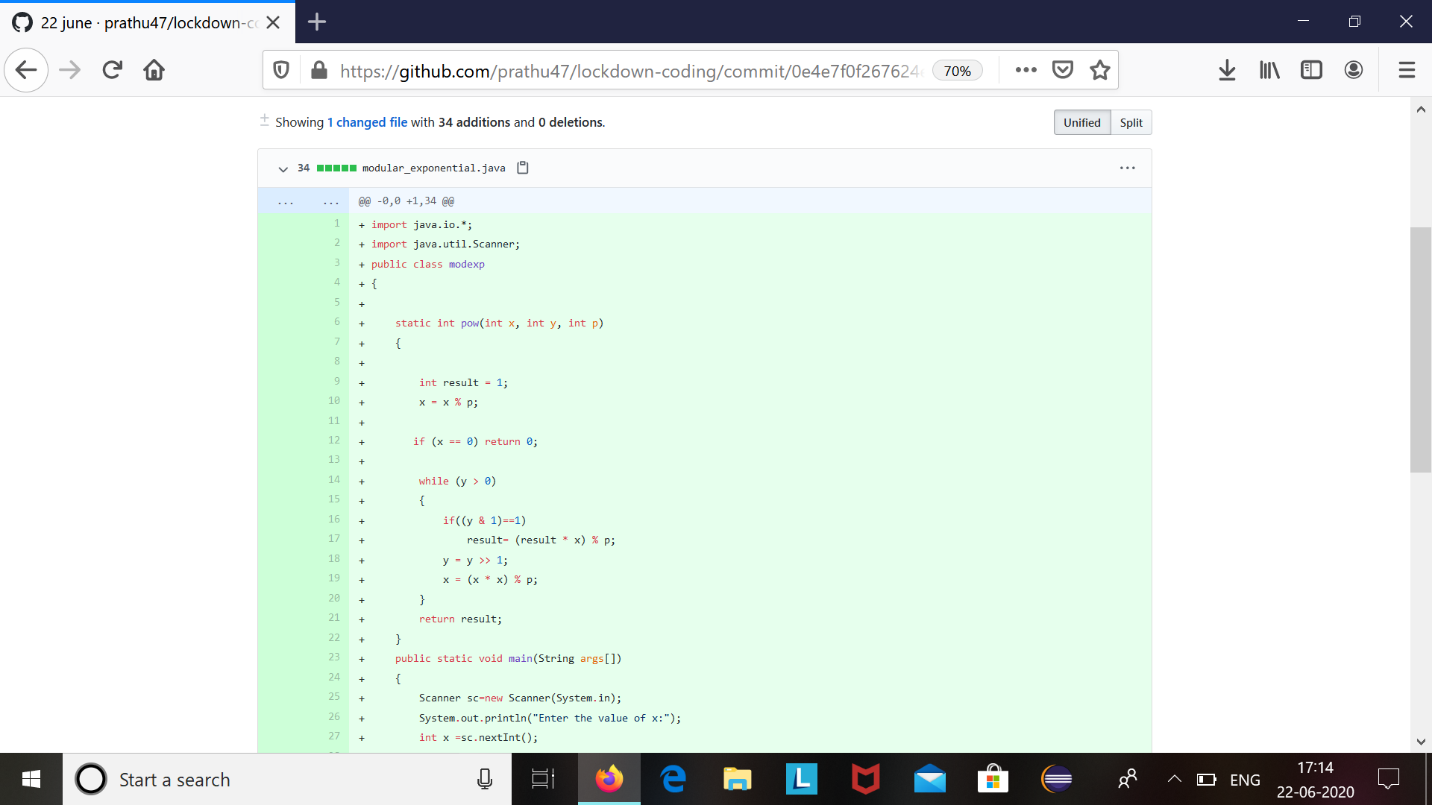 22 june · prathu47/lockdown-c
https://github.com/prathu47/lockdown-coding/commit/0e4e7f0f267624
70%
± Showing 1 changed file with 34 additions and 0 deletions.
Unified Split
34 modular_exponential.java
... ... @@ -0,0 +1,34 @@
1 + import java.io.*;
2 + import java.util.Scanner;
3 + public class modexp
4 + {
5 +
6 + static int pow(int x, int y, int p)
7 + {
8 +
9 + int result = 1;
10 + x = x % p;
11 +
12 + if (x == 0) return 0;
13 +
14 + while (y > 0)
15 + {
16 + if((y & 1)==1)
17 + result= (result * x) % p;
18 + y = y >> 1;
19 + x = (x * x) % p;
20 + }
21 + return result;
22 + }
23 + public static void main(String args[])
24 + {
25 + Scanner sc=new Scanner(System.in);
26 + System.out.println("Enter the value of x:");
27 + int x =sc.nextInt();
Start a search
L
ENG
17:14
22-06-2020